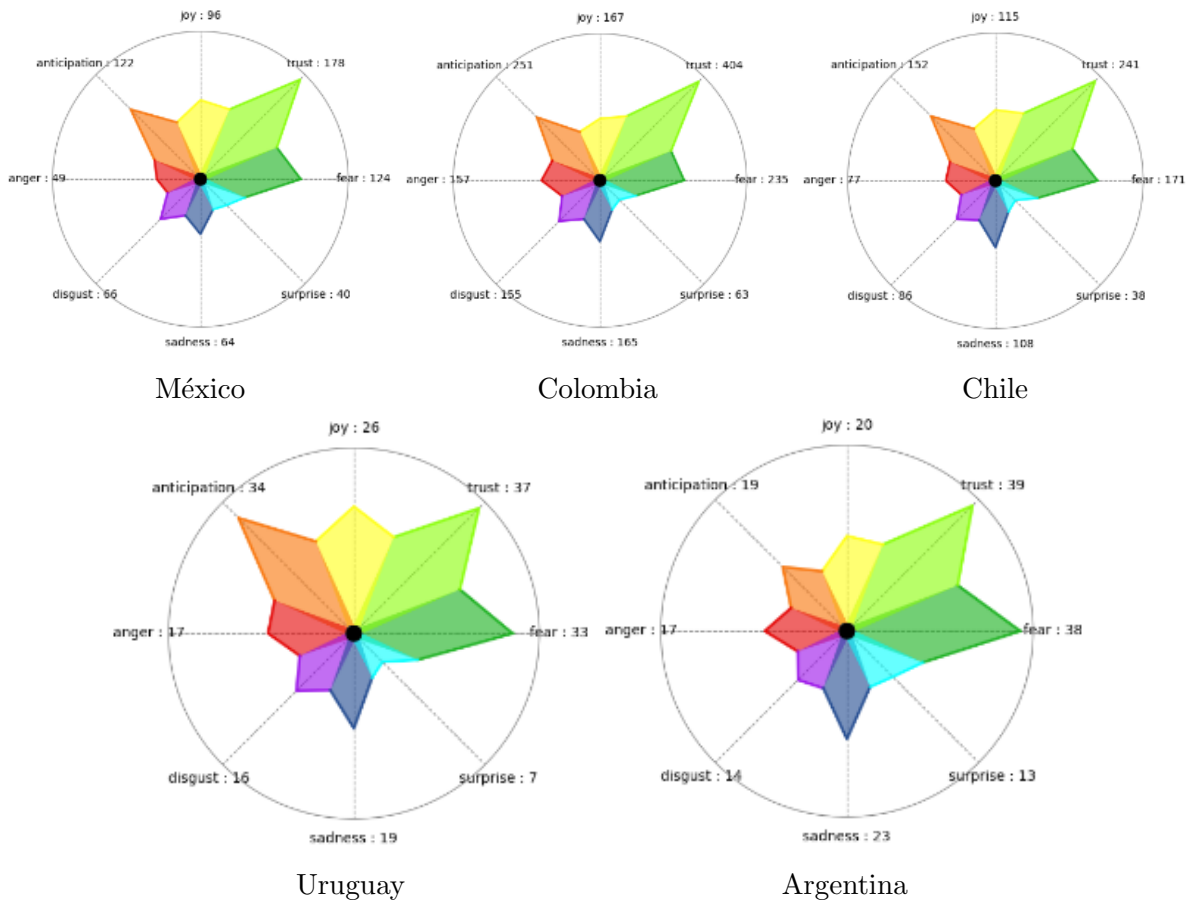 joy : 96
anticipation : 122
trust : 178
anger : 49
fear : 124
disgust : 66
surprise : 40
sadness : 64
México
joy : 167
anticipation : 251
trust : 404
anger : 157
fear : 235
disgust : 155
surprise : 63
sadness : 165
Colombia
joy : 115
anticipation : 152
trust : 241
anger : 77
fear : 171
disgust : 86
surprise : 38
sadness : 108
Chile
joy : 26
anticipation : 34
trust : 37
anger : 17
fear : 33
disgust : 16
surprise : 7
sadness : 19
Uruguay
joy : 20
anticipation : 19
trust : 39
anger : 17
fear : 38
disgust : 14
surprise : 13
sadness : 23
Argentina